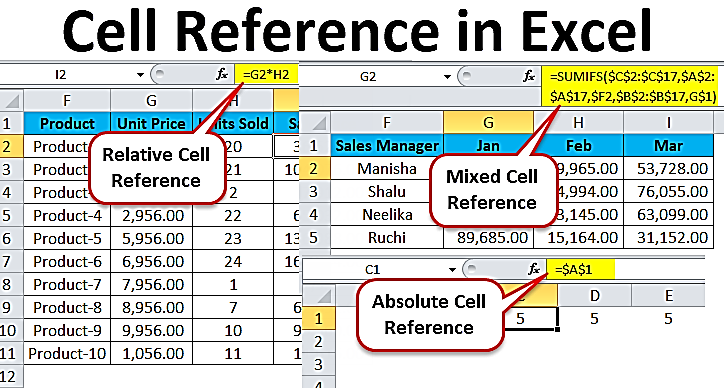 Cell Reference in Excel
I2 fx =G2*H2
F G H
1 Product Unit Price Units Sold
2 Product- 20 3
3 Product- 21 10
Product- 2
5 Product-4 2,956.00 22 6
6 Product-5 5,956.00 23 13
7 Product-6 6,956.00 24 16
8 Product-7 1
9 Product-8 8,956.00 7 6
10 Product-9 9,956.00 10 9
11 Product-10 1,056.00 11 1
12
Relative Cell
Reference
G2 fx =SUMIFS($C$2:$C$17,$A$2:
$A$17,$F2,$B$2:$B$17,G$1)
F G H I
1 Sales Manager Jan Feb Mar
2 Manisha 9,965.00 53,728.00
3 Shalu 4,994.00 76,055.00
4 Neelika 3,145.00 63,099.00
5 Ruchi 89,685.00 15,164.00 31,152.00
Mixed Cell
Reference
C1 fx =$A$1
D E
1 5 5 5
2
3
Absolute Cell
Reference